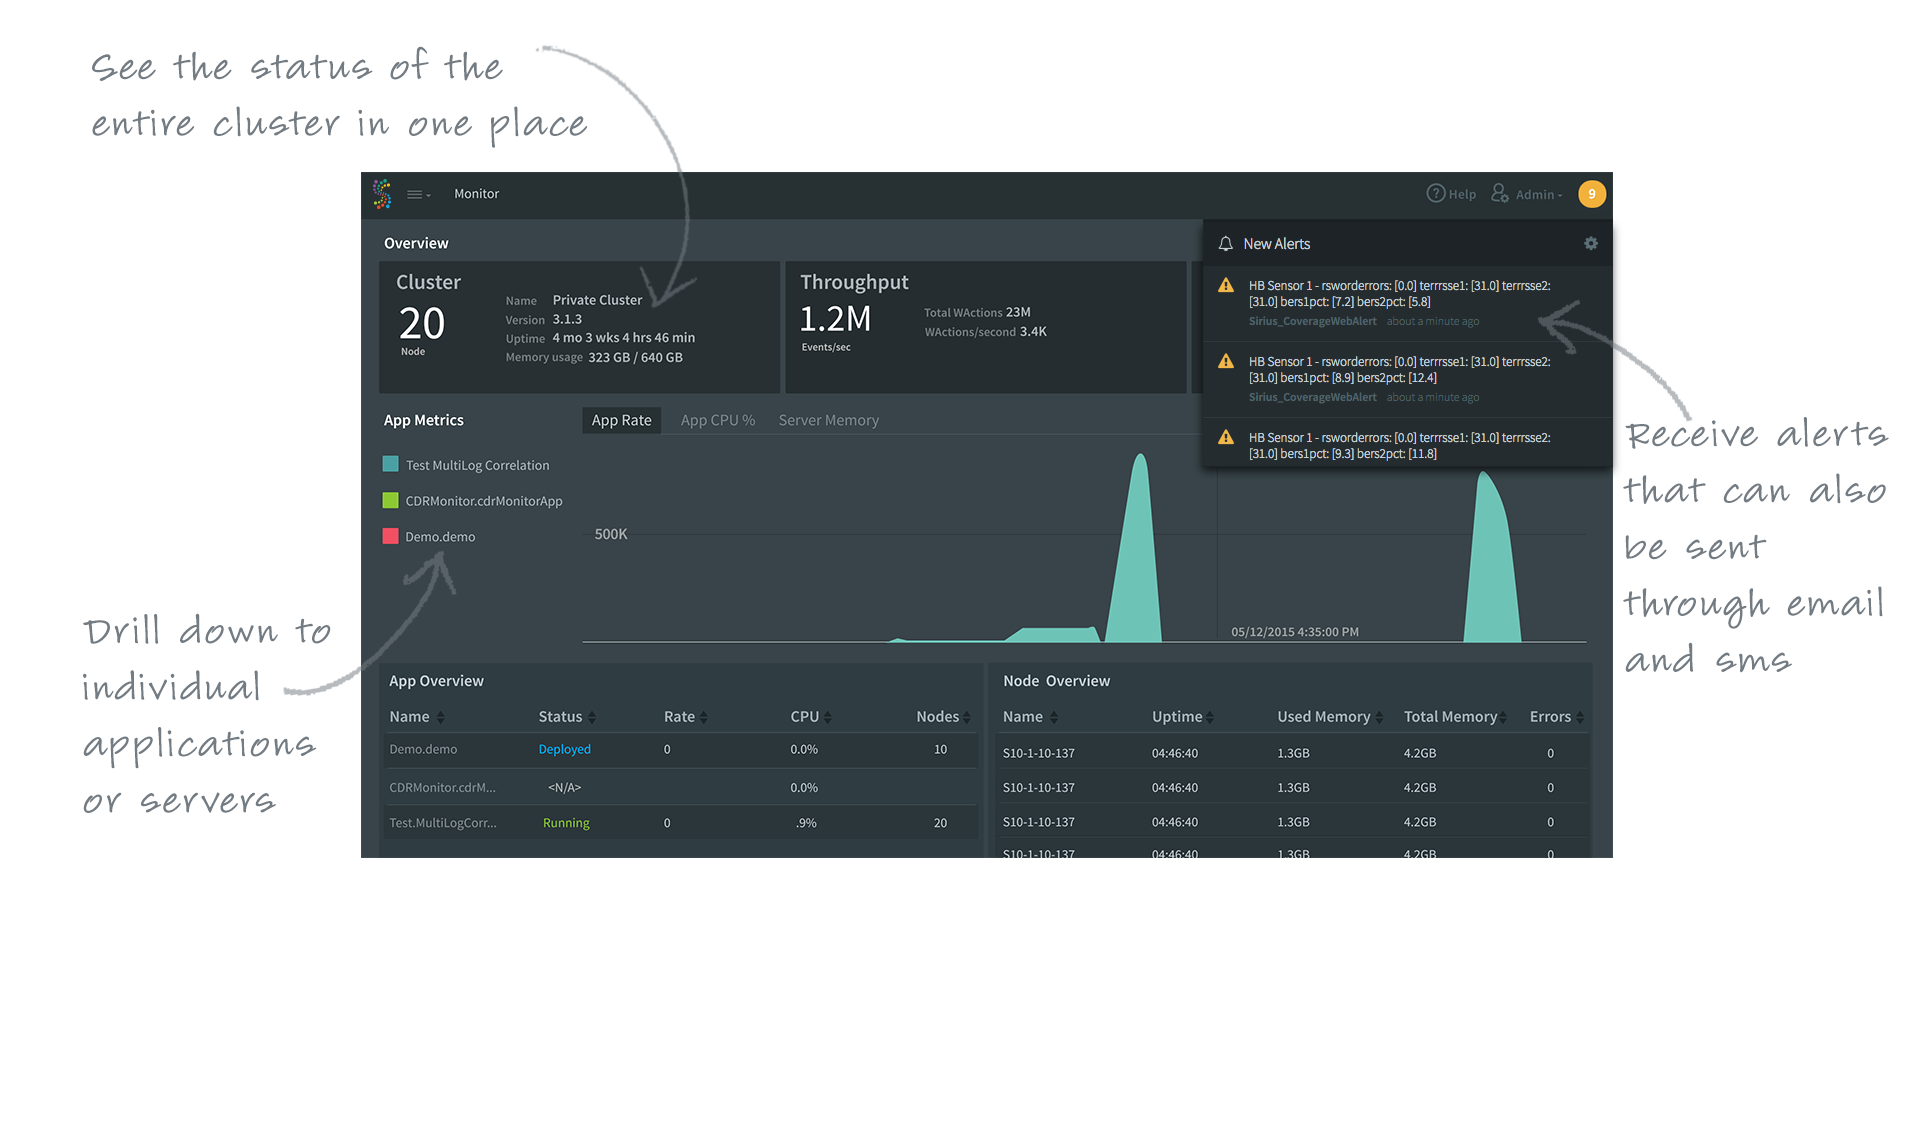 See the status of the
entire cluster in one place
Monitor
Help
Admin
9
Overview
Cluster
20
Node
Name Private Cluster
Version 3.1.3
Uptime 4 mo 3 wks 4 hrs 46 min
Memory usage 323 GB / 640 GB
Throughput
1.2M
Events/sec
Total WActions 23M
WActions/second 3.4K
New Alerts
HB Sensor 1 - rsworderrors: [0.0] terrrsse1: [31.0] terrrsse2:
[31.0] bers1pct: [7.2] bers2pct: [5.8]
Sirius_CoverageWebAlert about a minute ago
HB Sensor 1 - rsworderrors: [0.0] terrrsse1: [31.0] terrrsse2:
[31.0] bers1pct: [8.9] bers2pct: [12.4]
Sirius_CoverageWebAlert about a minute ago
HB Sensor 1 - rsworderrors: [0.0] terrrsse1: [31.0] terrrsse2:
[31.0] bers1pct: [9.3] bers2pct: [11.8]
Receive alerts
that can also
be sent
through email
and sms
App Metrics
App Rate App CPU % Server Memory
Test MultiLog Correlation
CDRMonitor.cdrMonitorApp
Demo.demo
500K
05/12/2015 4:35:00 PM
Drill down to
individual
applications
or servers
App Overview
Name Status Rate CPU Nodes
Demo.demo Deployed 0 0.0% 10
CDRMonitor.cdrM... <N/A> 0.0%
Test.MultiLogCorr... Running 0 .9% 20
Node Overview
Name Uptime Used Memory Total Memory Errors
S10-1-10-137 04:46:40 1.3GB 4.2GB 0
S10-1-10-137 04:46:40 1.3GB 4.2GB 0
S10-1-10-137 04:46:40 1.3GB 4.2GB 0
S10-1-10-137 04:46:40 1.3GB 4.2GB 0